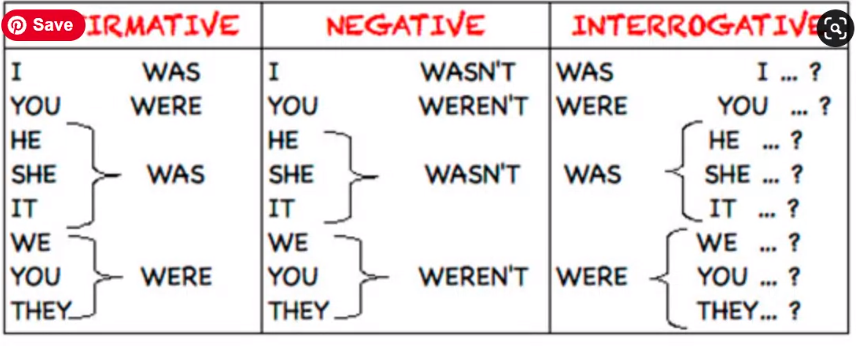 Save IRMATIVE NEGATIVE INTERROGATIVE
I WAS I WASN'T WAS I ... ?
YOU WERE YOU WEREN'T WERE YOU ... ?
HE HE HE ... ?
SHE WAS SHE WASN'T WAS SHE ... ?
IT IT IT ... ?
WE WE WE ... ?
YOU WERE YOU WEREN'T WERE YOU ... ?
THEY THEY THEY... ?